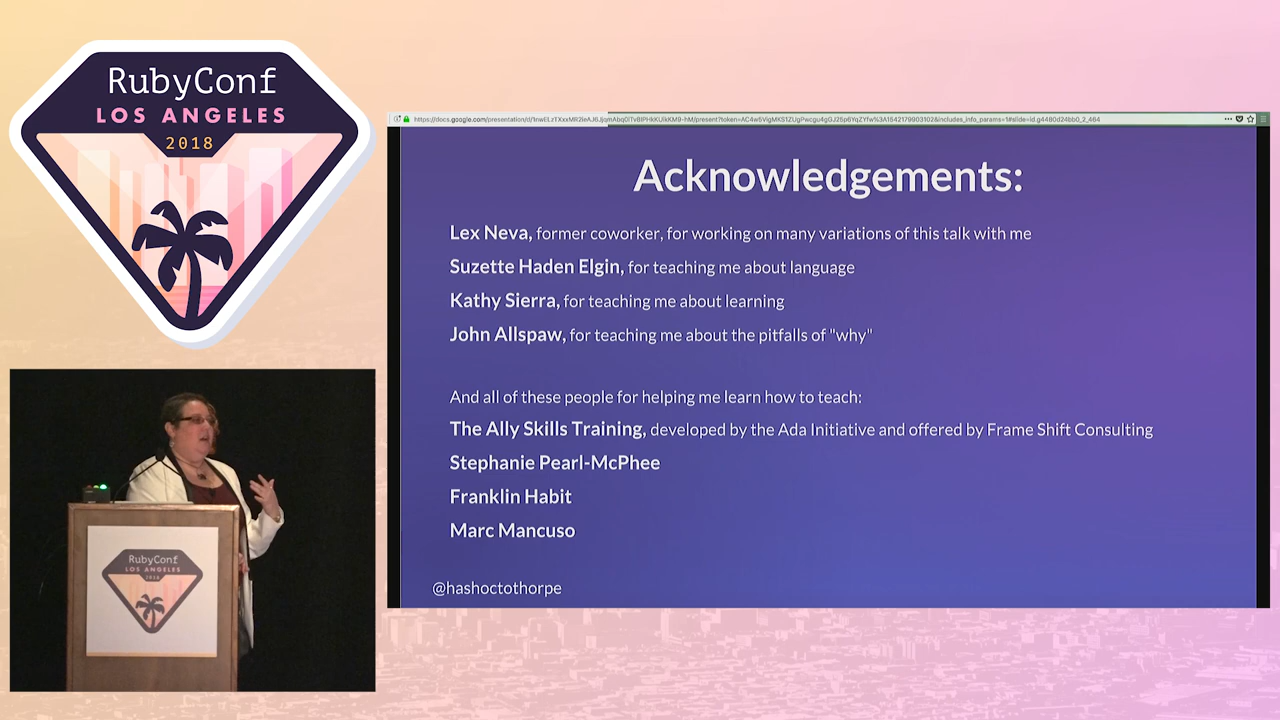 RubyConf
LOS ANGELES
2018
Acknowledgements:
Lex Neva, former coworker, for working on many variations of this talk with me
Suzette Haden Elgin, for teaching me about language
Kathy Sierra, for teaching me about learning
John Allspaw, for teaching me about the pitfalls of "why"
And all of these people for helping me learn how to teach:
The Ally Skills Training, developed by the Ada Initiative and offered by Frame Shift Consulting
Stephanie Pearl-McPhee
Franklin Habit
Marc Mancuso
@hashoctothorpe
RubyConf
LOS ANGELES
2018